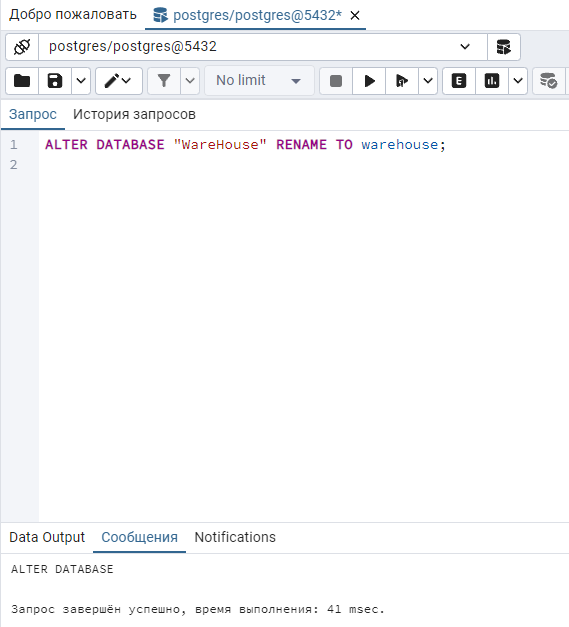 Добро пожаловать
postgres/postgres@5432*
postgres/postgres@5432
No limit
E
Запрос
История запросов
1 ALTER DATABASE "WareHouse" RENAME TO warehouse;
2
Data Output
Сообщения
Notifications
ALTER DATABASE
Запрос завершён успешно, время выполнения: 41 msec.